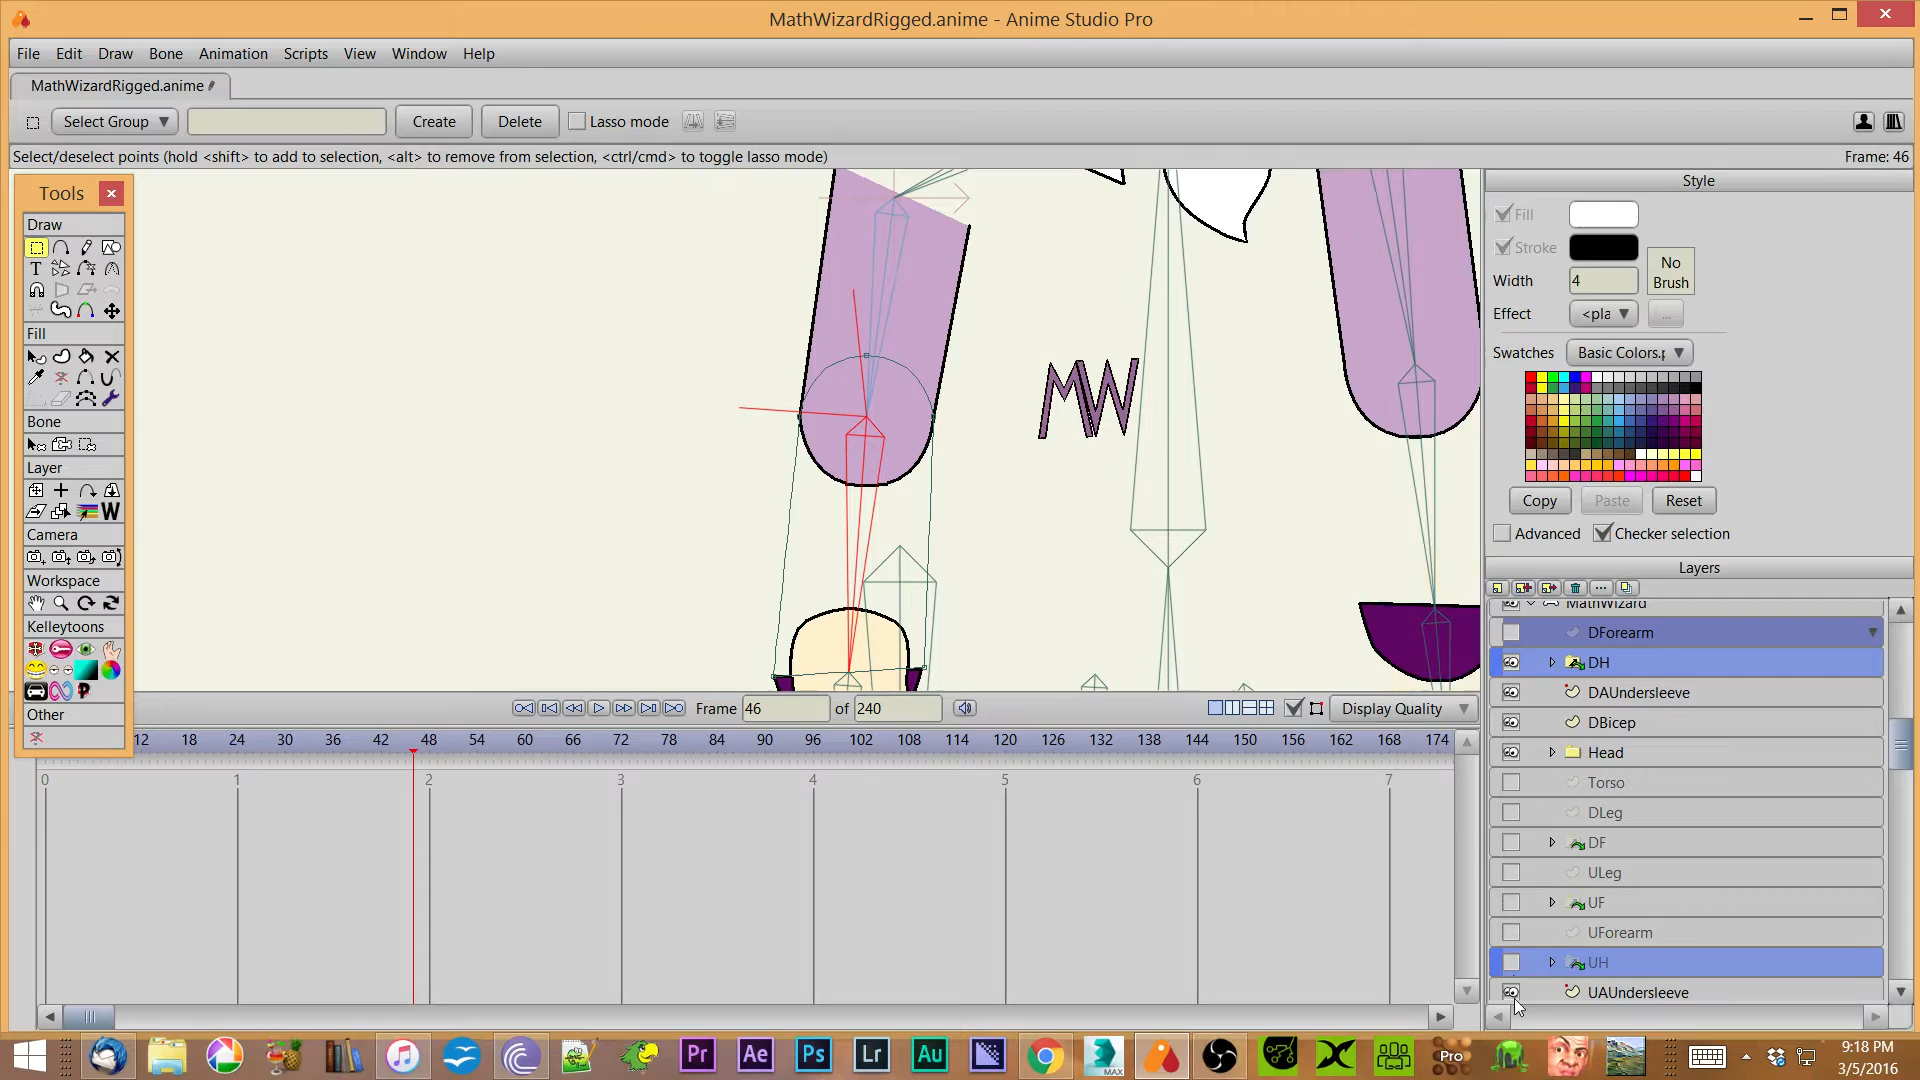 MathWizardRigged.anime - Anime Studio Pro
File Edit Draw Bone Animation Scripts View Window Help
MathWizardRigged.anime
Select Group Create Delete Lasso mode
Select/deselect points (hold <shift> to add to selection, <alt> to remove from selection, <ctrl/cmd> to toggle lasso mode) Frame: 46
Tools
Draw
T
Fill
Bone
Layer
W
Camera
Workspace
Kelleytoons
P
Other
MW
Style
Fill
Stroke
Width 4
No
Brush
Effect <pla ...
Swatches Basic Colors.p
Copy Paste Reset
Advanced Checker selection
Layers
MathWizard
DForearm
DH
DAUndersleeve
DBicep
Head
Torso
DLeg
DF
ULeg
UF
UForearm
UH
UAUndersleeve
Frame 46 of 240 Display Quality
12 18 24 30 36 42 48 54 60 66 72 78 84 90 96 102 108 114 120 126 132 138 144 150 156 162 168 174
0 1 2 3 4 5 6 7
Pr Ae Ps Lr Au MAX Pro
9:18 PM
3/5/2016